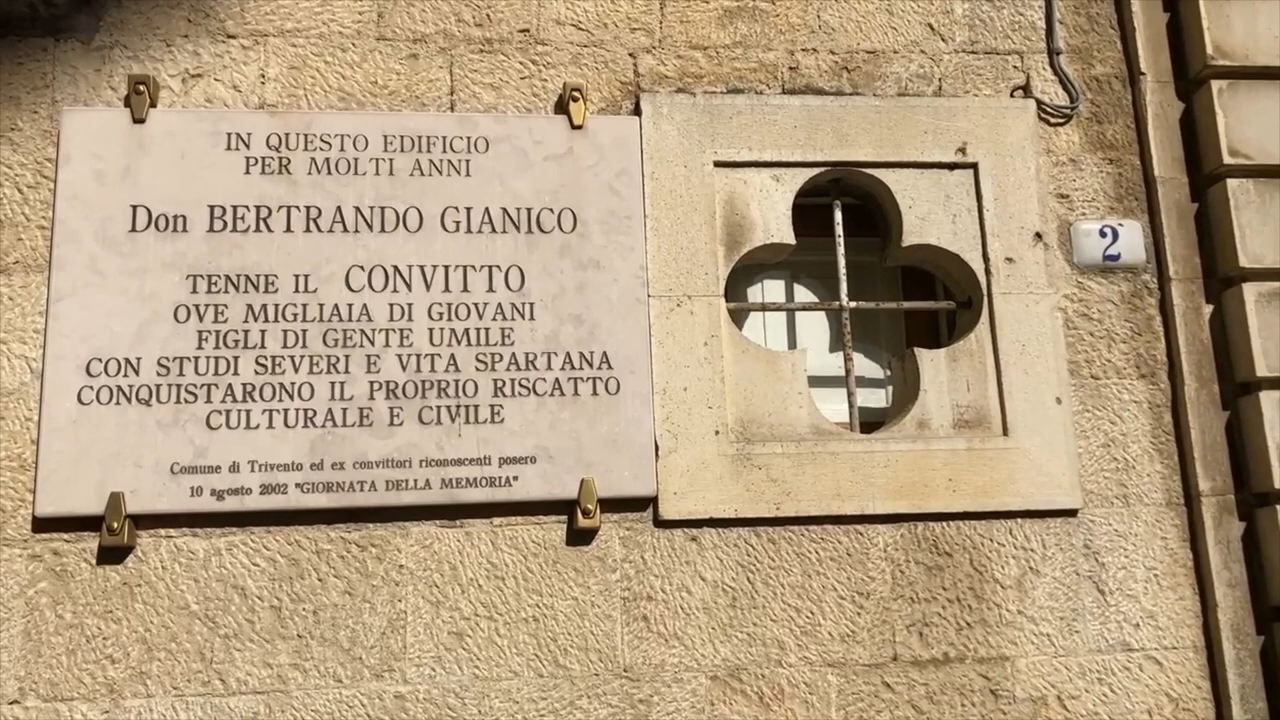 IN QUESTO EDIFICIO
PER MOLTI ANNI
Don BERTRANDO GIANICO
TENNE IL CONVITTO
OVE MIGLIAIA DI GIOVANI
FIGLI DI GENTE UMILE
CON STUDI SEVERI E VITA SPARTANA
CONQUISTARONO IL PROPRIO RISCATTO
CULTURALE E CIVILE
Comune di Trivento ed ex convittori riconoscenti posero
10 agosto 2002 "GIORNATA DELLA MEMORIA"
2